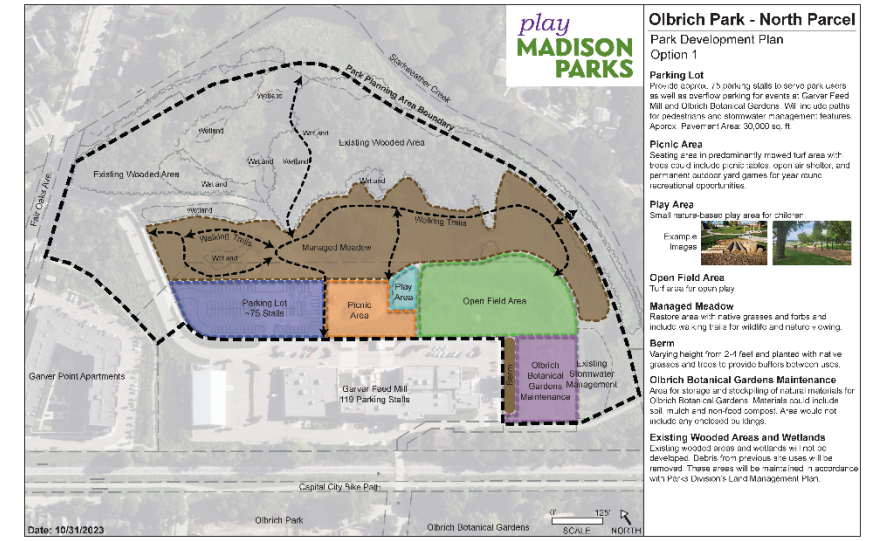 play
MADISON
PARKS
Olbrich Park - North Parcel
Park Development Plan
Option 1
Parking Lot
Provide approx. 75 parking stalls to serve park users
as well as overflow parking for events at Garver Feed
Mill and Olbrich Botanical Gardens. Will include paths
for pedestrians and stormwater management features.
Approx. Pavement Area: 30,000 sq. ft.
Picnic Area
Seating area in predominantly mowed turf area with
trees could include picnic tables, open air shelter, and
permanent outdoor yard games for year round
recreational opportunities.
Play Area
Small nature-based play area for children.
Example
Images
Open Field Area
Turf area for open play
Managed Meadow
Restore area with native grasses and forbs and
include walking trails for wildlife and nature viewing.
Berm
Varying height from 2-4 feet and planted with native
grasses and trees to provide buffers between uses.
Olbrich Botanical Gardens Maintenance
Area for storage and stockpiling of natural materials for
Olbrich Botanical Gardens. Materials could include
soil, mulch and non-food compost. Area would not
include any enclosed buildings.
Existing Wooded Areas and Wetlands
Existing wooded areas and wetlands will not be
developed. Debris from previous site uses will be
removed. These areas will be maintained in accordance
with Parks Division's Land Management Plan.
Starkweather Creek
Park Planning Area Boundary
Wetland
Wetland
Wetland
Existing Wooded Area
Wetland
Wetland
Existing Wooded Area
Wetland
Wetland
Fair Oaks Ave.
Wetland
Walking Trails
Walking Trails
Managed Meadow
Wetland
Play
Area
Parking Lot
~75 Stalls
Picnic
Area
Open Field Area
Garver Point Apartments
Garver Feed Mill
119 Parking Stalls
Berm
Olbrich
Botanical
Gardens
Maintenance
Existing
Stormwater
Management
Capital City Bike Path
Olbrich Park
Olbrich Botanical Gardens
0' 125'
SCALE
NORTH
Date: 10/31/2023